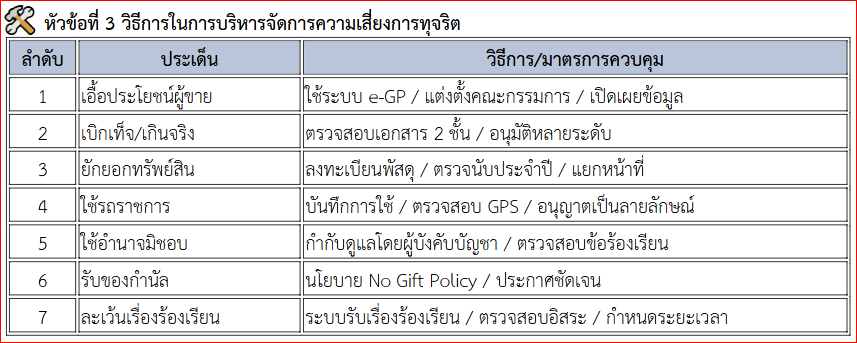 หัวข้อที่ 3 วิธีการในการบริหารจัดการความเสี่ยงการทุจริต
ลำดับ ประเด็น วิธีการ/มาตรการควบคุม
1 เอื้อประโยชน์ผู้ขาย ใช้ระบบ e-GP / แต่งตั้งคณะกรรมการ / เปิดเผยข้อมูล
2 เบิกเท็จ/เกินจริง ตรวจสอบเอกสาร 2 ชั้น / อนุมัติหลายระดับ
3 ยักยอกทรัพย์สิน ลงทะเบียนพัสดุ / ตรวจนับประจำปี / แยกหน้าที่
4 ใช้รถราชการ บันทึกการใช้ / ตรวจสอบ GPS / อนุญาตเป็นลายลักษณ์
5 ใช้อำนาจมิชอบ กำกับดูแลโดยผู้บังคับบัญชา / ตรวจสอบข้อร้องเรียน
6 รับของกำนัล นโยบาย No Gift Policy / ประกาศชัดเจน
7 ละเว้นเรื่องร้องเรียน ระบบรับเรื่องร้องเรียน / ตรวจสอบอิสระ / กำหนดระยะเวลา